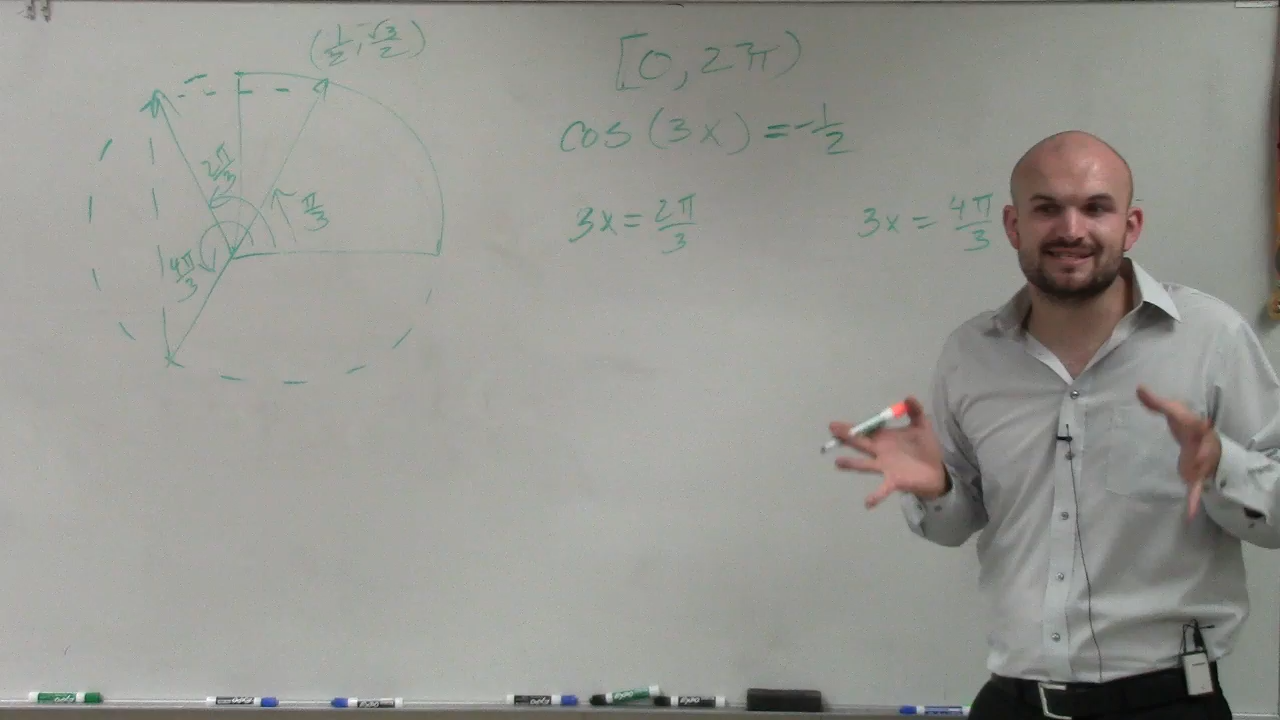 (1/2, √3/2)
[0, 2π)
cos(3x) = -1/2
2π/3
π/3
3x = 2π/3
3x = 4π/3
4π/3